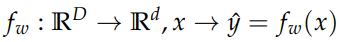 f_w : ℝ^D → ℝ^d, x → ŷ = f_w(x)